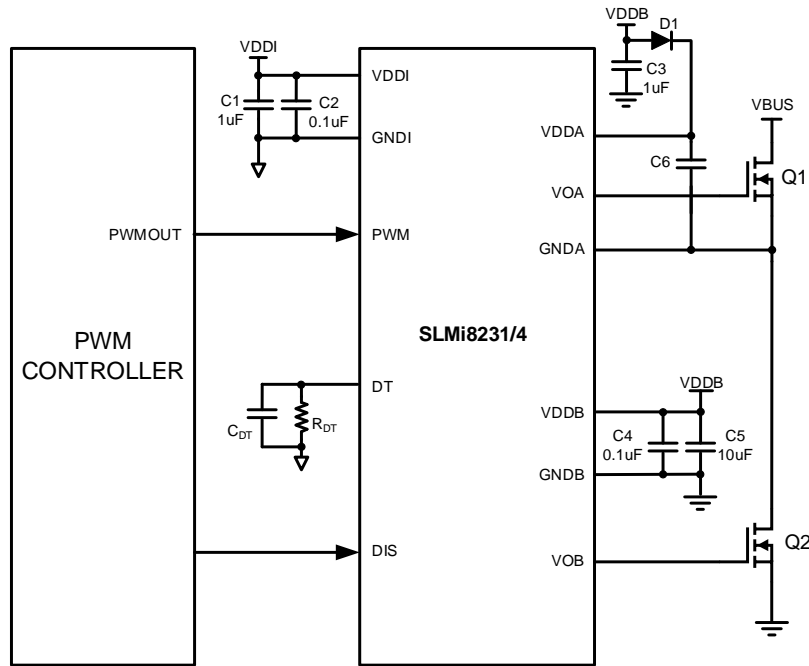 VDDB
D1
C3
1uF
VDDI
C1
1uF
C2
0.1uF
VDDI
GNDI
VDDA
VBUS
C6
VOA
Q1
PWMOUT
PWM
GNDA
SLMi8231/4
PWM
CONTROLLER
DT
CDT
RDT
VDDB
VDDB
C4
0.1uF
C5
10uF
GNDB
DIS
VOB
Q2